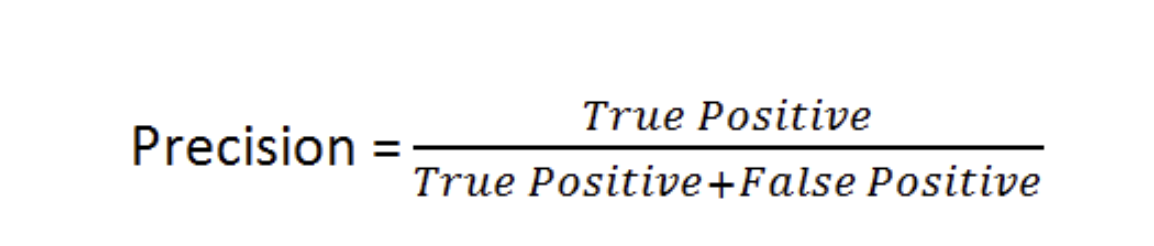 Precision = True Positive
True Positive+False Positive